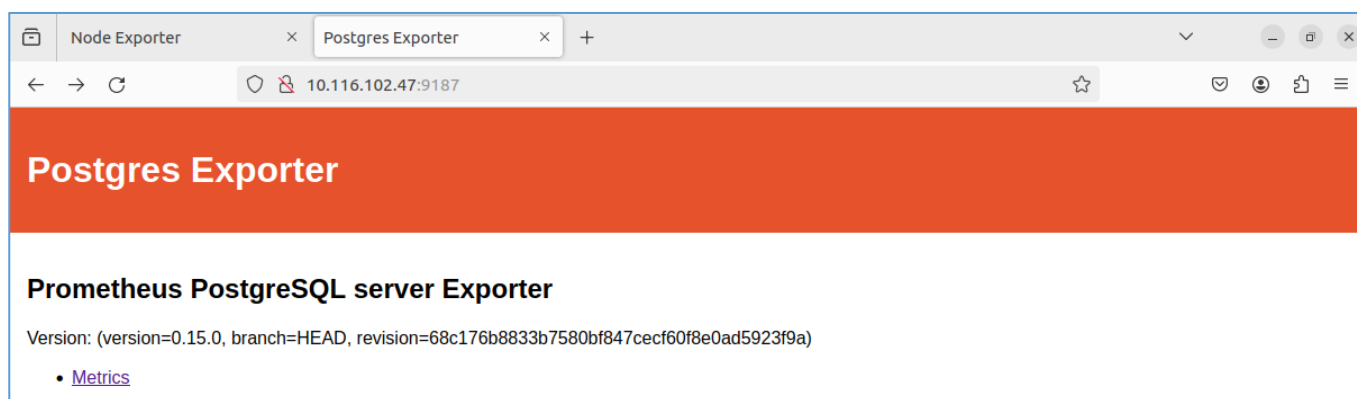 Node Exporter Postgres Exporter
10.116.102.47:9187
Postgres Exporter
Prometheus PostgreSQL server Exporter
Version: (version=0.15.0, branch=HEAD, revision=68c176b8833b7580bf847cecf60f8e0ad5923f9a)
• Metrics